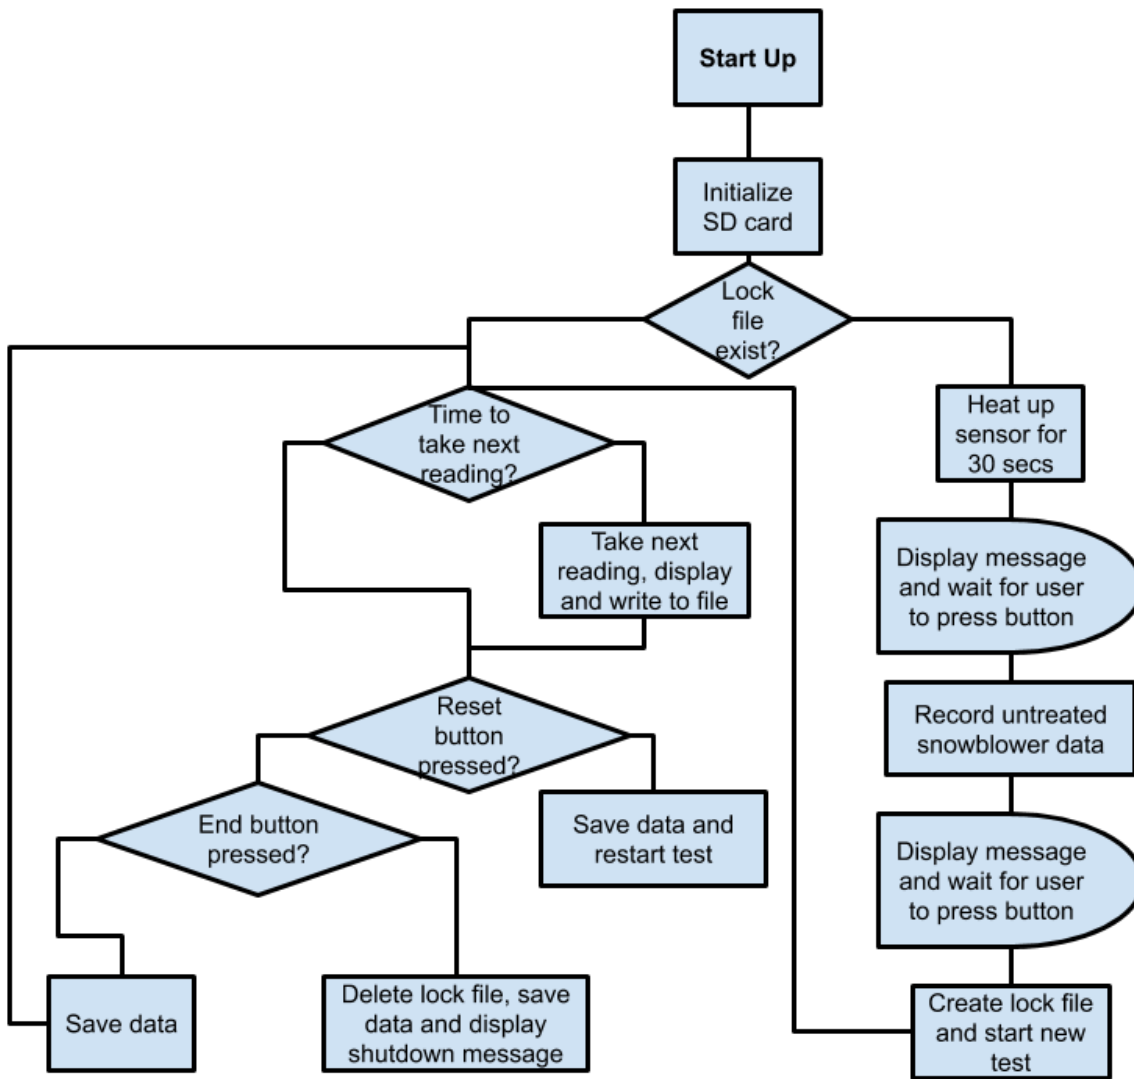 Start Up
Initialize
SD card
Lock
file
exist?
Time to
take next
reading?
Heat up
sensor for
30 secs
Take next
reading, display
and write to file
Display message
and wait for user
to press button
Reset
button
pressed?
Record untreated
snowblower data
End button
pressed?
Save data and
restart test
Display message
and wait for user
to press button
Save data
Delete lock file, save
data and display
shutdown message
Create lock file
and start new
test